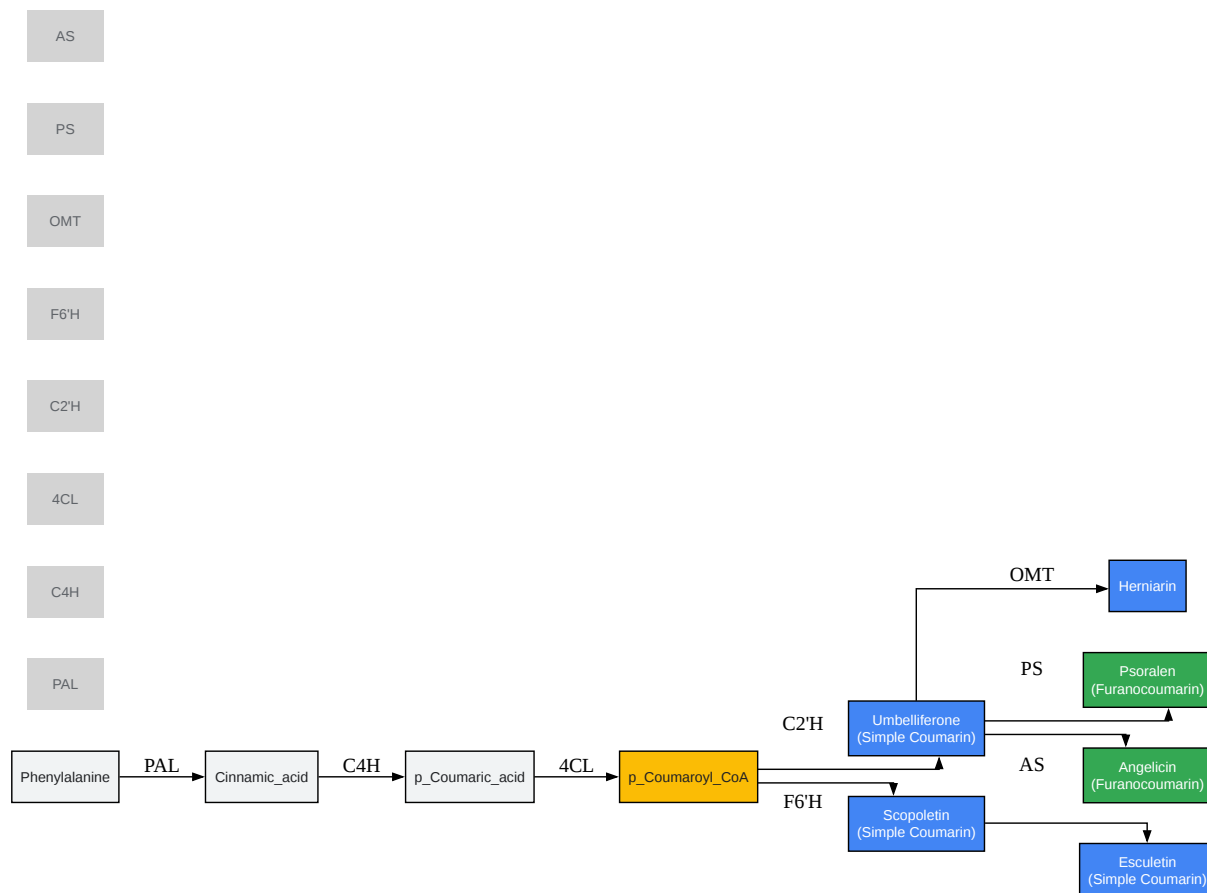 AS
PS
OMT
F6'H
C2'H
4CL
C4H
PAL
OMT
Herniarin
PS
Psoralen
(Furanocoumarin)
C2'H
Umbelliferone
(Simple Coumarin)
AS
Angelicin
(Furanocoumarin)
Phenylalanine
PAL
Cinnamic_acid
C4H
p_Coumaric_acid
4CL
p_Coumaroyl_CoA
F6'H
Scopoletin
(Simple Coumarin)
Esculetin
(Simple Coumarin)